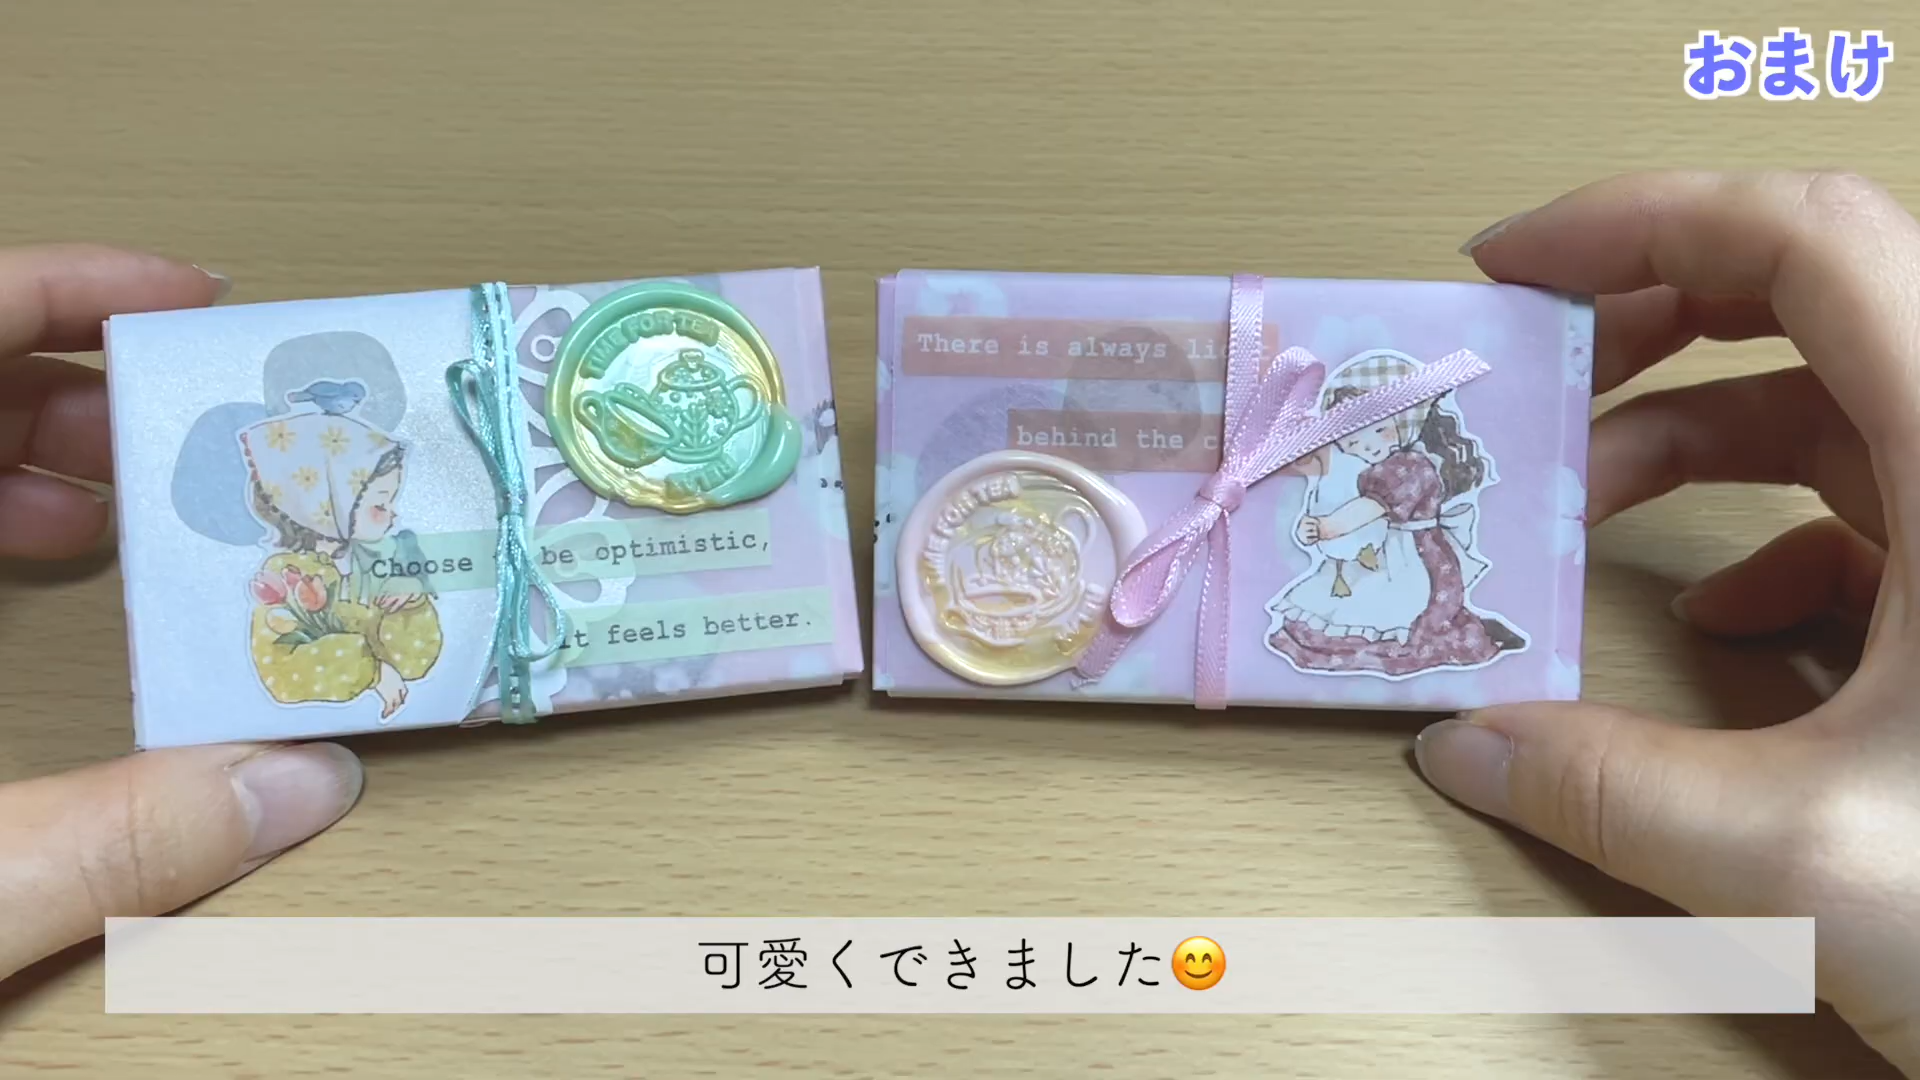 おまけ
TIME FOR TEA
Choose be optimistic,
It feels better.
There is always
behind the
TIME FOR TEA
可愛くできました😊